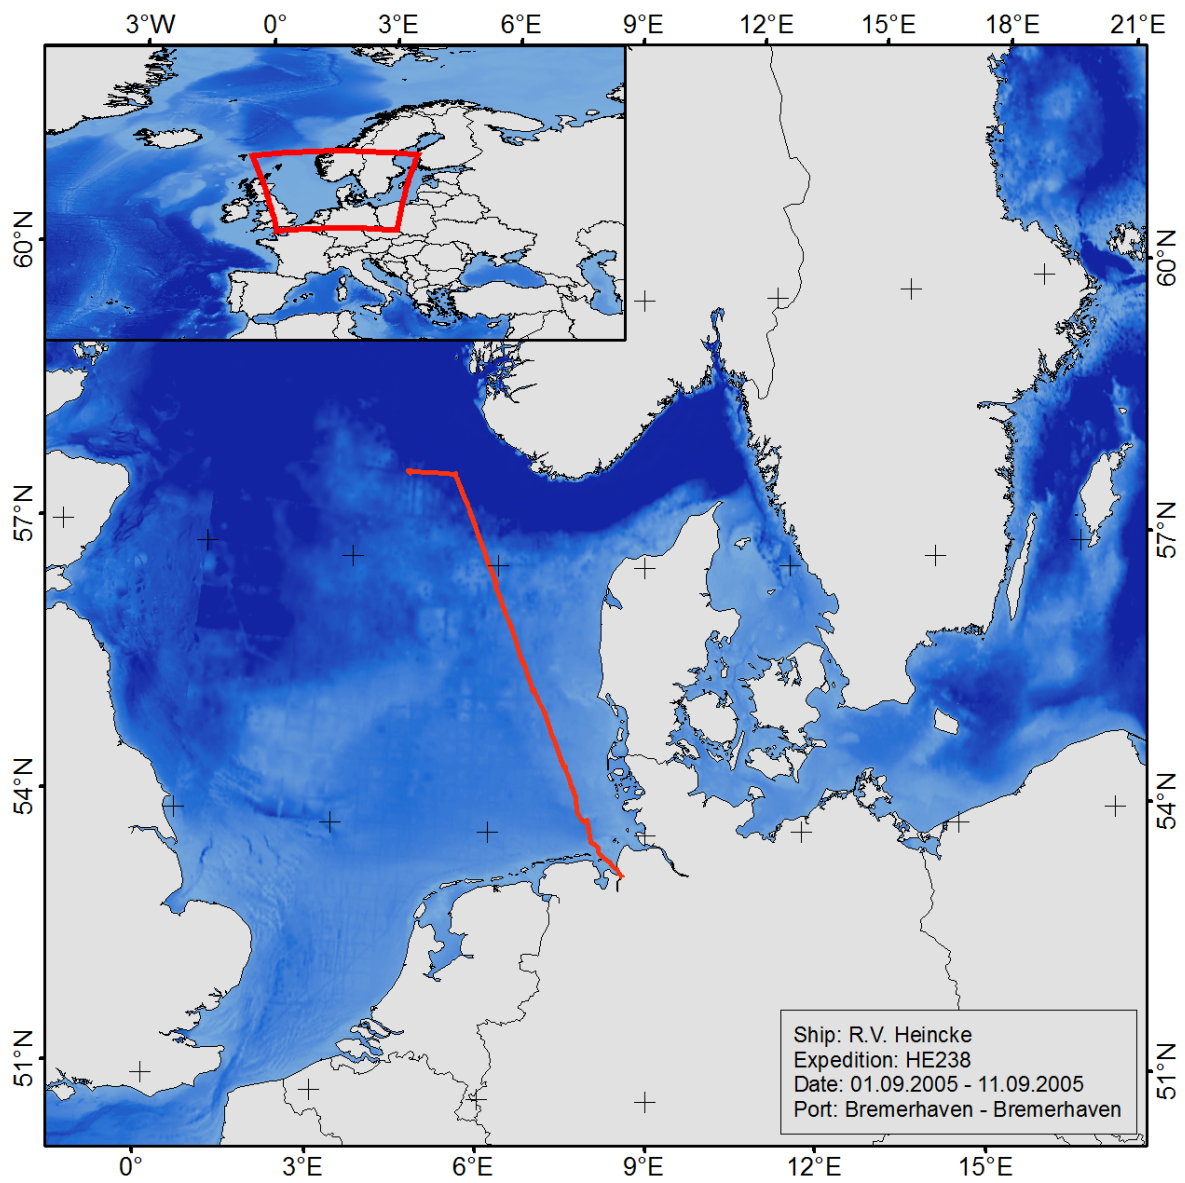 3°W 0° 3°E 6°E 9°E 12°E 15°E 18°E 21°E
60°N 60°N
57°N 57°N
54°N 54°N
51°N 51°N
Ship: R.V. Heincke
Expedition: HE238
Date: 01.09.2005 - 11.09.2005
Port: Bremerhaven - Bremerhaven
0° 3°E 6°E 9°E 12°E 15°E